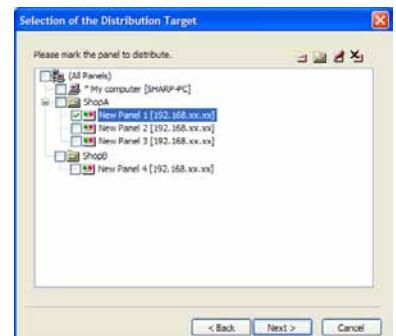 Selection of the Distribution Target
Please mark the panel to distribute.
(All Panels)
* My computer [SHARP-PC]
ShopA
New Panel 1 [192.168.xx.xx]
New Panel 2 [192.168.xx.xx]
New Panel 3 [192.168.xx.xx]
ShopB
New Panel 4 [192.168.xx.xx]
< Back Next > Cancel